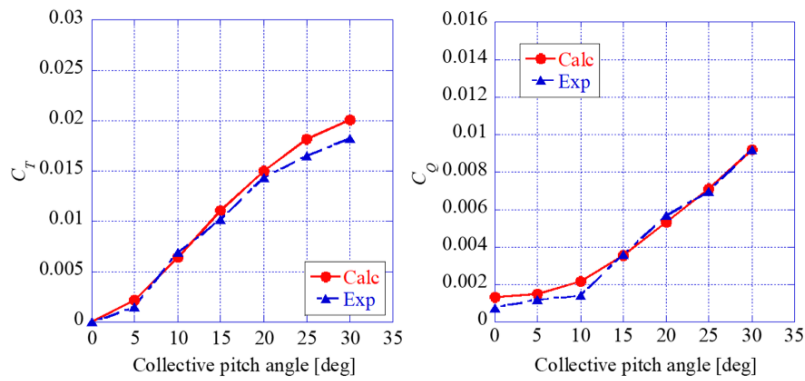 0.03
0.025
0.02
0.015
0.01
0.005
0
C_T
Calc
Exp
0 5 10 15 20 25 30 35
Collective pitch angle [deg]
0.016
0.014
0.012
0.01
0.008
0.006
0.004
0.002
0
C_Q
Calc
Exp
0 5 10 15 20 25 30 35
Collective pitch angle [deg]